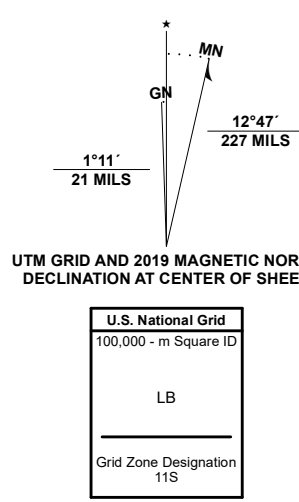 ★
MN
GN
12°47´
227 MILS
1°11´
21 MILS
UTM GRID AND 2019 MAGNETIC NOR
DECLINATION AT CENTER OF SHEE
U.S. National Grid
100,000 - m Square ID
LB
Grid Zone Designation
11S